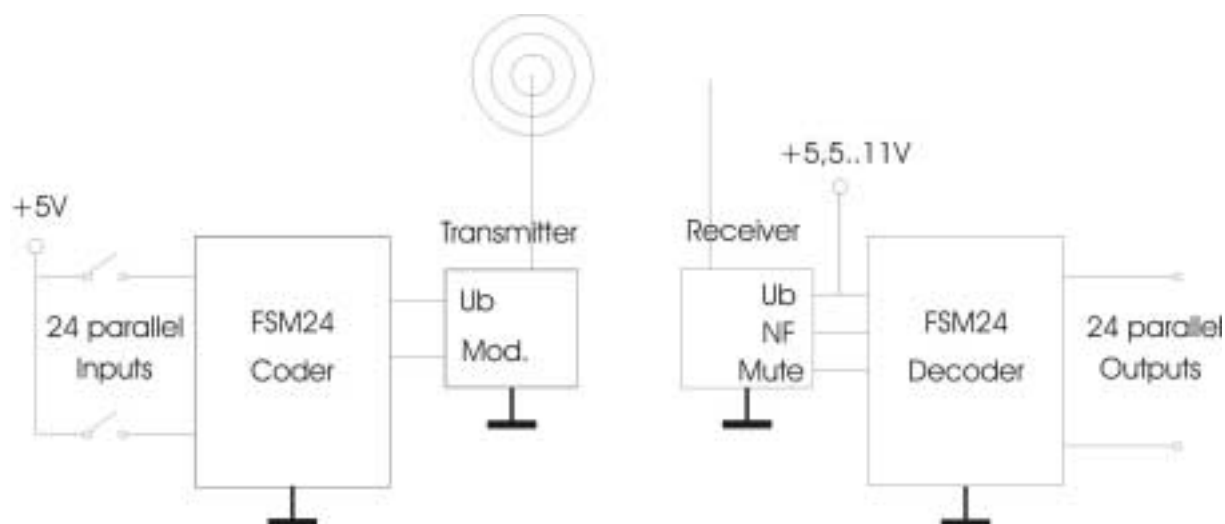 +5V
24 parallel
Inputs
FSM24
Coder
Transmitter
Ub
Mod.
Receiver
+5,5..11V
Ub
NF
Mute
FSM24
Decoder
24 parallel
Outputs